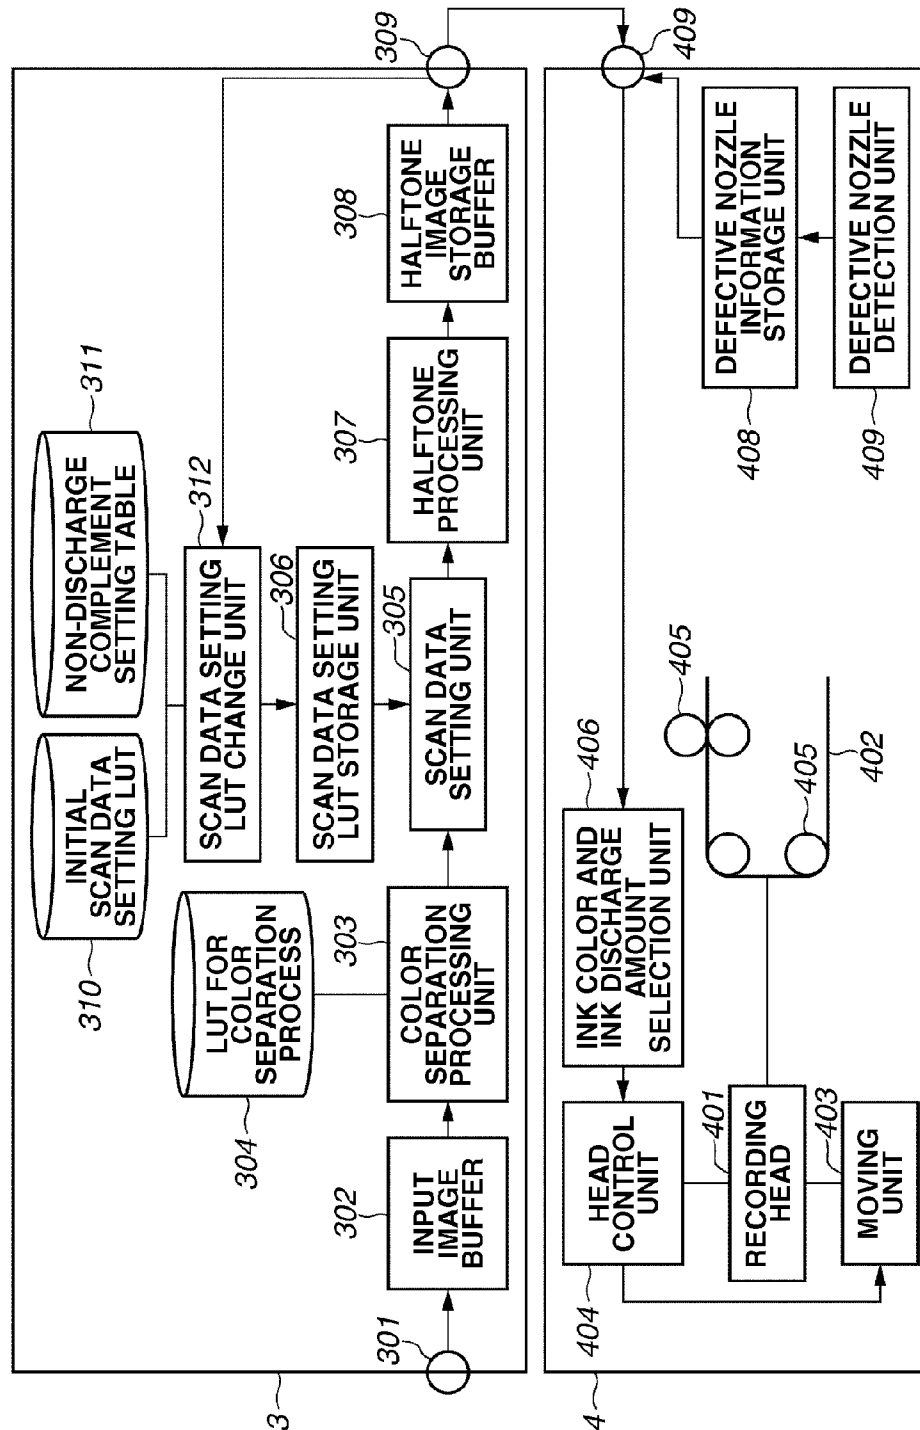 3
301
302
INPUT
IMAGE
BUFFER
304
LUT FOR
COLOR
SEPARATION
PROCESS
303
COLOR
SEPARATION
PROCESSING
UNIT
310
INITIAL
SCAN DATA
SETTING LUT
311
NON-DISCHARGE
COMPLEMENT
SETTING TABLE
312
SCAN DATA SETTING
LUT CHANGE UNIT
306
SCAN DATA SETTING
LUT STORAGE UNIT
305
SCAN DATA
SETTING UNIT
307
HALFTONE
PROCESSING
UNIT
308
HALFTONE
IMAGE
STORAGE
BUFFER
309
4
404
HEAD
CONTROL
UNIT
406
INK COLOR AND
INK DISCHARGE
AMOUNT
SELECTION UNIT
401
RECORDING
HEAD
403
MOVING
UNIT
405
405
402
409
408
DEFECTIVE NOZZLE
INFORMATION
STORAGE UNIT
409
DEFECTIVE NOZZLE
DETECTION UNIT